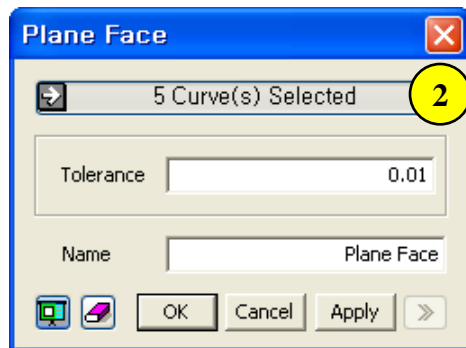 Plane Face
5 Curve(s) Selected
2
Tolerance 0.01
Name Plane Face
OK Cancel Apply